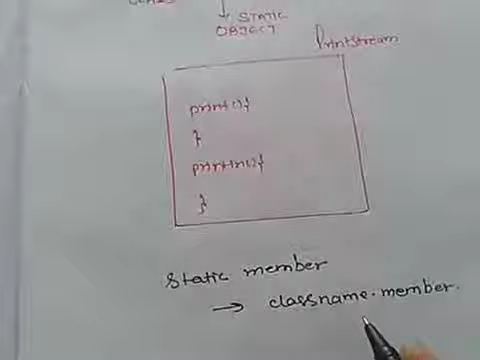 STATIC
OBJECT
Printstream
print(){
}
println(){
}
Static member
→ classname.member.